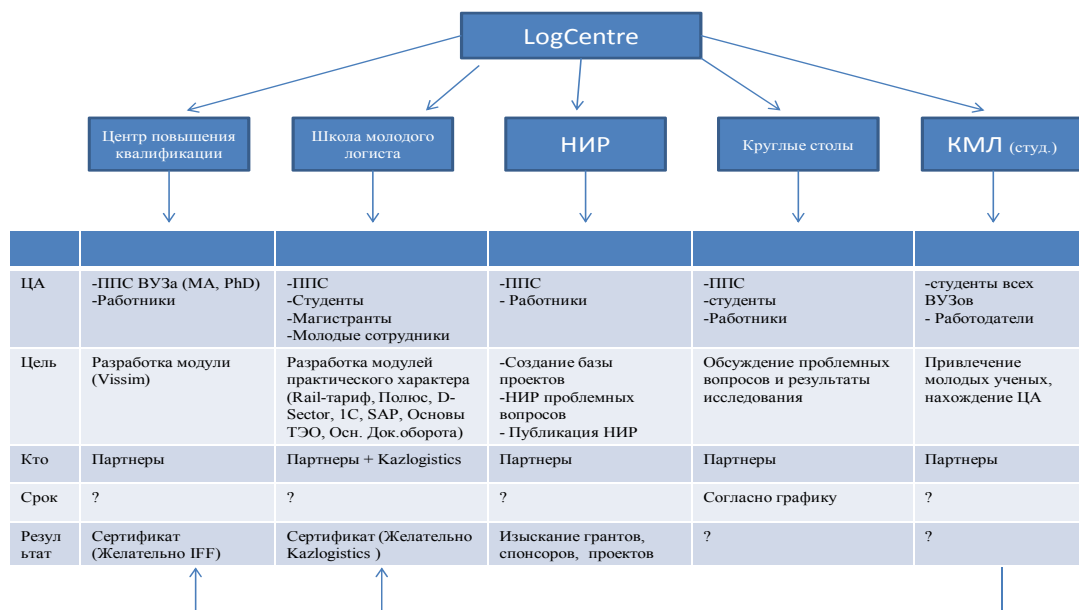 LogCentre
Центр повышения
квалификации
Школа молодого
логиста
НИР
Круглые столы
КМЛ (студ.)
ЦА
-ППС ВУЗа (MA, PhD)
-Работники
-ППС
-Студенты
-Магистранты
-Молодые сотрудники
-ППС
- Работники
-ППС
-студенты
-Работники
-студенты всех
ВУЗов
- Работодатели
Цель
Разработка модули
(Vissim)
Разработка модулей
практического характера
(Rail-тариф, Полюс, D-
Sector, 1С, SAP, Основы
ТЭО, Осн. Док.оборота)
-Создание базы
проектов
-НИР проблемных
вопросов
- Публикация НИР
Обсуждение проблемных
вопросов и результаты
исследования
Привлечение
молодых ученых,
нахождение ЦА
Кто
Партнеры
Партнеры + Kazlogistics
Партнеры
Партнеры
Партнеры
Срок
?
?
?
Согласно графику
?
Резул
ьтат
Сертификат
(Желательно IFF)
Сертификат (Желательно
Kazlogistics )
Изыскание грантов,
спонсоров, проектов
?
?